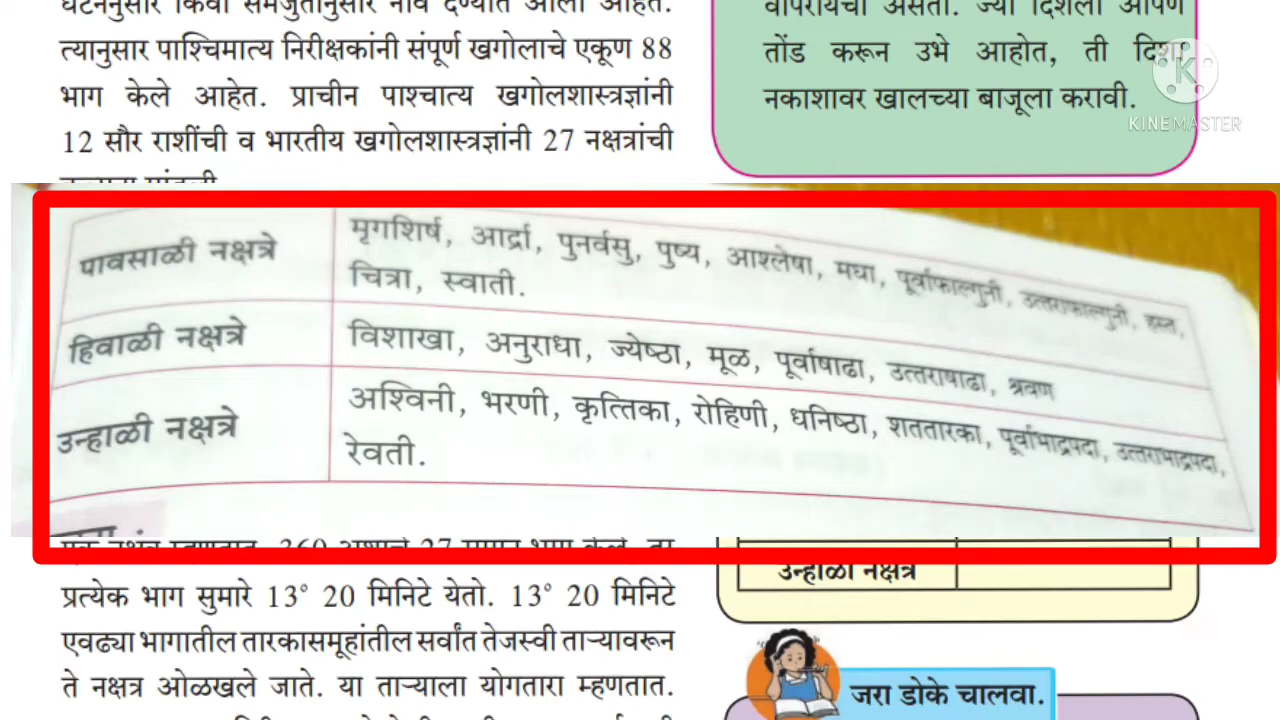 घटनेनुसार किंवा समजुतीनुसार नावे देण्यात आली आहेत.
त्यानुसार पाश्चिमात्य निरीक्षकांनी संपूर्ण खगोलाचे एकूण 88
भाग केले आहेत. प्राचीन पाश्चात्य खगोलशास्त्रज्ञांनी
12 सौर राशींची व भारतीय खगोलशास्त्रज्ञांनी 27 नक्षत्रांची
वापरायचा असतो. ज्या दिशेला आपण
तोंड करून उभे आहोत, ती दिशा
नकाशावर खालच्या बाजूला करावी.
KINEMASTER
पावसाळी नक्षत्रे
मृगशिर्ष, आर्द्रा, पुनर्वसु, पुष्य, आश्लेषा, मघा, पूर्वाफाल्गुनी, उत्तराफाल्गुनी, हस्त,
चित्रा, स्वाती.
हिवाळी नक्षत्रे
विशाखा, अनुराधा, ज्येष्ठा, मूळ, पूर्वाषाढा, उत्तराषाढा, श्रवण
उन्हाळी नक्षत्रे
अश्विनी, भरणी, कृत्तिका, रोहिणी, धनिष्ठा, शततारका, पूर्वाभाद्रपदा, उत्तराभाद्रपदा,
रेवती.
प्रत्येक भाग सुमारे 13° 20 मिनिटे येतो. 13° 20 मिनिटे
एवढ्या भागातील तारकासमूहांतील सर्वांत तेजस्वी ताऱ्यावरून
ते नक्षत्र ओळखले जाते. या ताऱ्याला योगतारा म्हणतात.
उन्हाळी नक्षत्रे
जरा डोके चालवा.